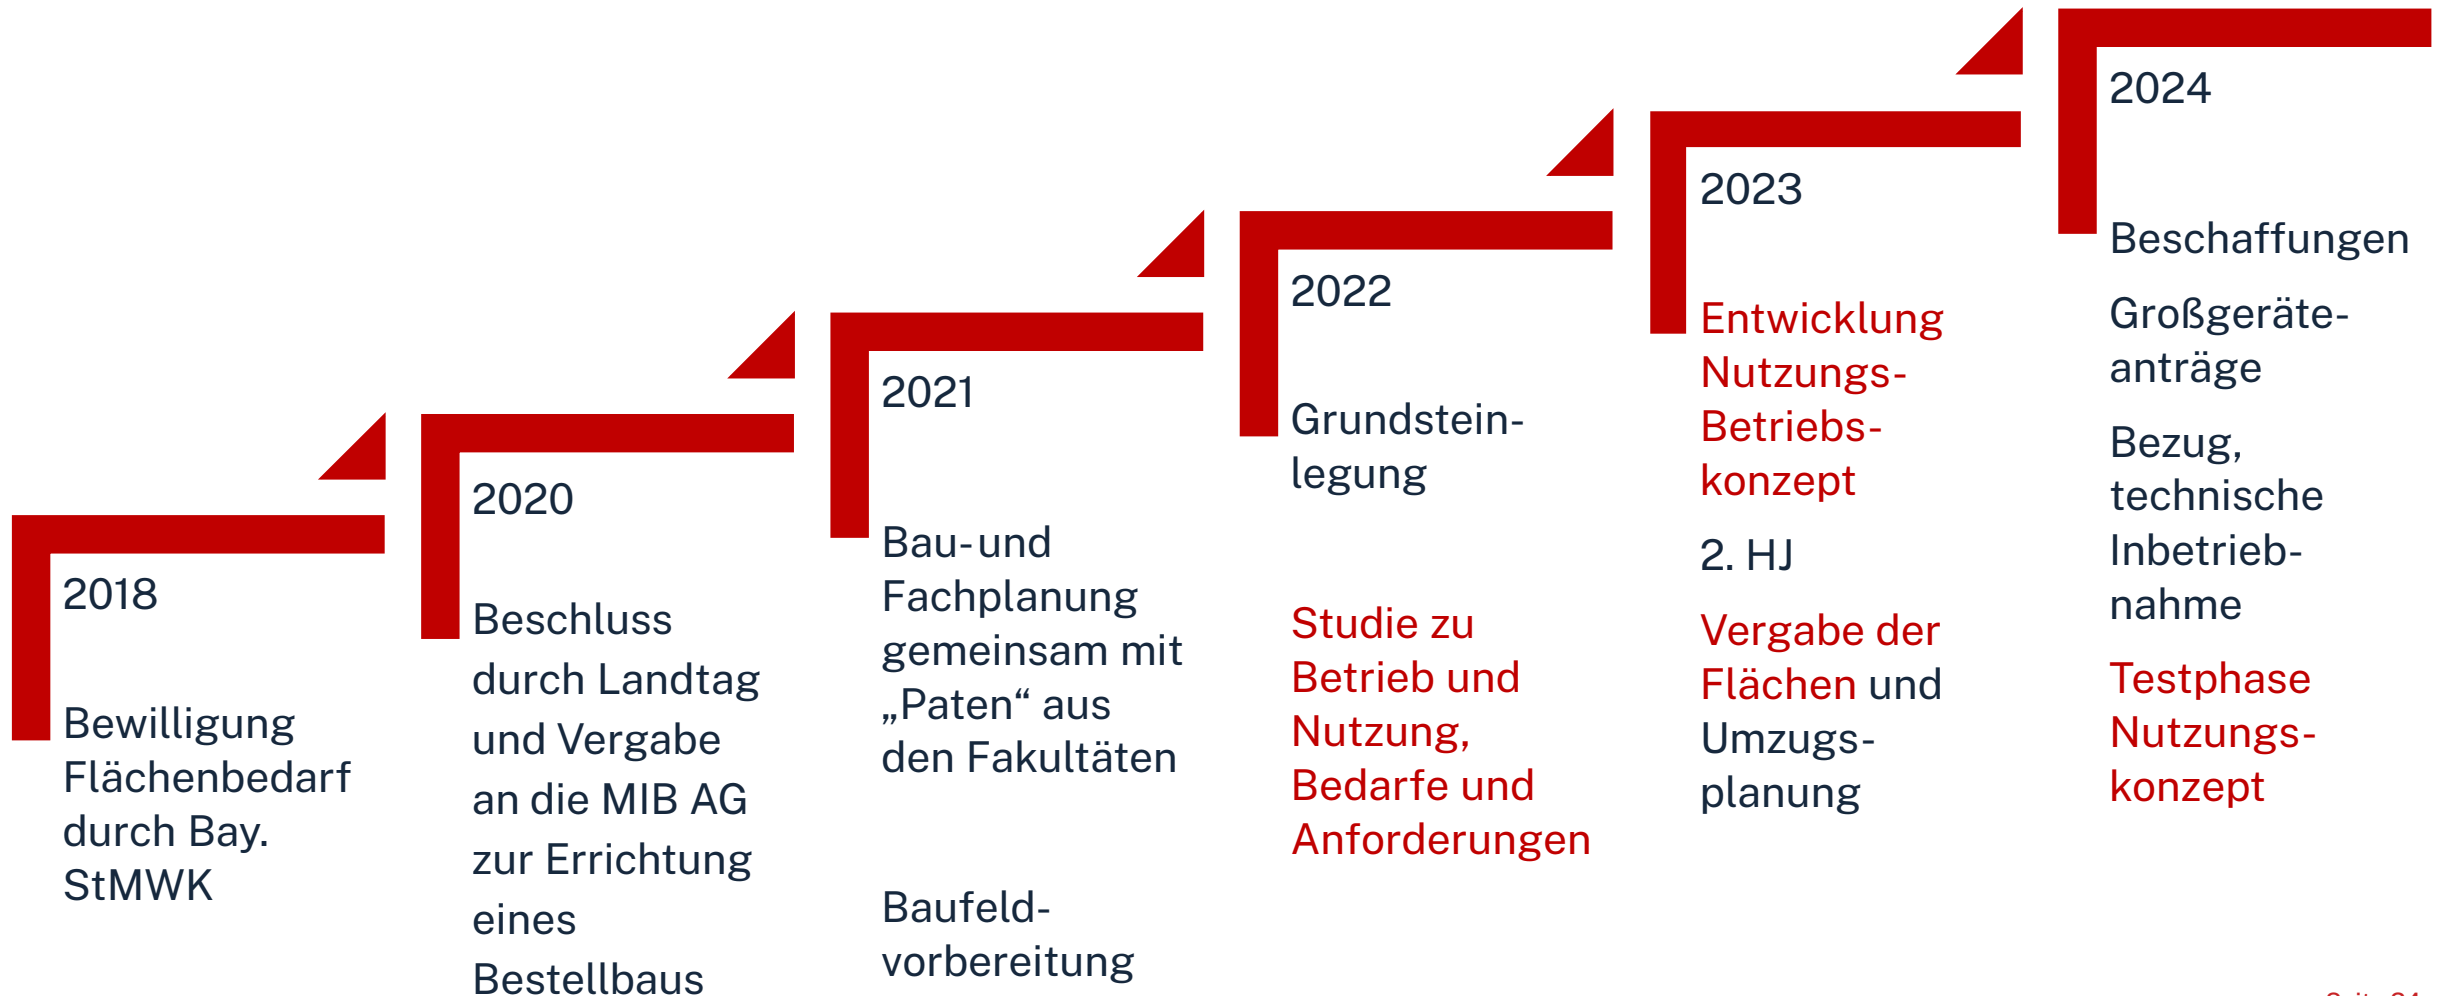 2018
Bewilligung
Flächenbedarf
durch Bay.
StMWK
2020
Beschluss
durch Landtag
und Vergabe
an die MIB AG
zur Errichtung
eines
Bestellbaus
2021
Bau-und
Fachplanung
gemeinsam mit
„Paten“ aus
den Fakultäten
Baufeld-
vorbereitung
2022
Grundstein-
legung
Studie zu
Betrieb und
Nutzung,
Bedarfe und
Anforderungen
2023
Entwicklung
Nutzungs-
Betriebs-
konzept
2. HJ
Vergabe der
Flächen und
Umzugs-
planung
2024
Beschaffungen
Großgeräte-
anträge
Bezug,
technische
Inbetrieb-
nahme
Testphase
Nutzungs-
konzept